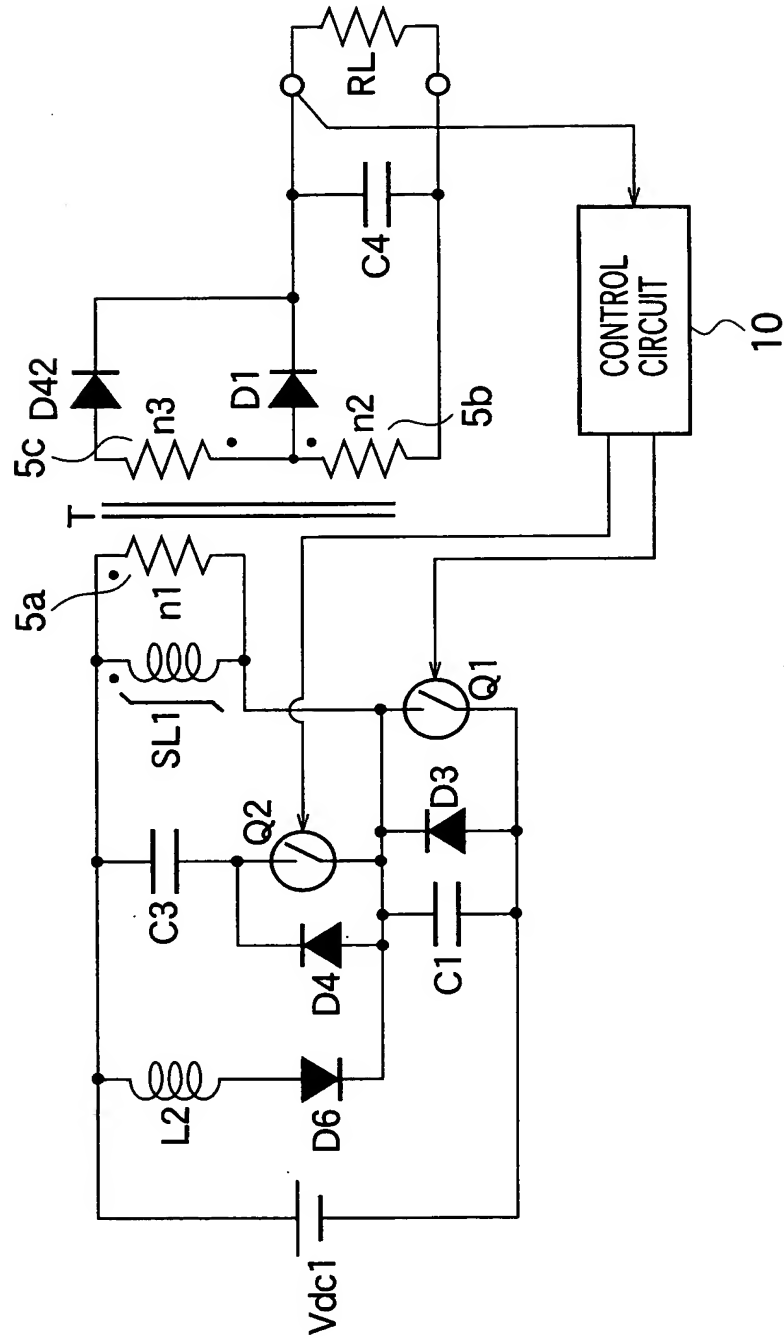 Vdc1
L2
D6
C3
D4
Q2
C1
D3
SL1
Q1
5a
n1
T
5c
n3
D42
D1
n2
5b
C4
RL
CONTROL
CIRCUIT
10